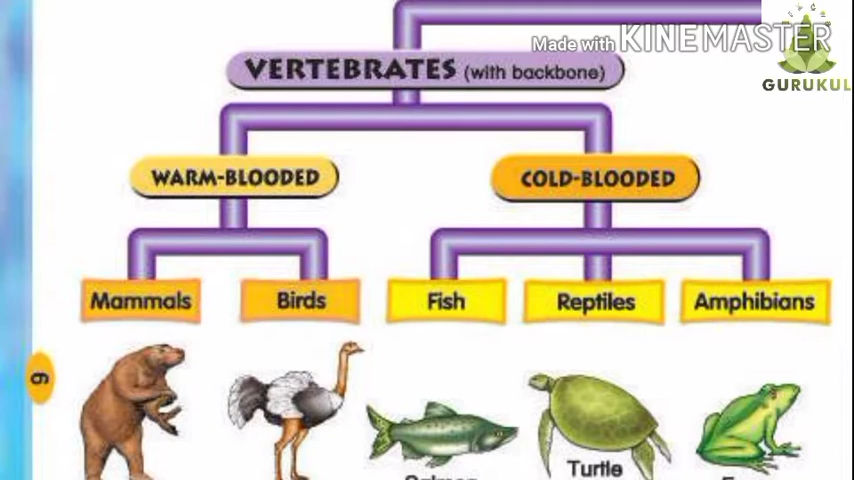 Made with KINEMASTER
GURUKUL
VERTEBRATES (with backbone)
WARM-BLOODED
COLD-BLOODED
Mammals
Birds
Fish
Reptiles
Amphibians
6
Turtle